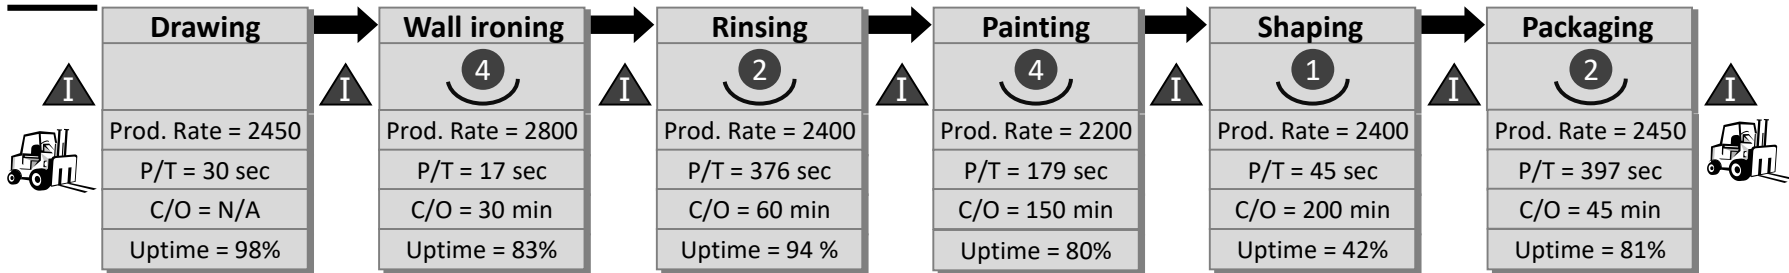 Drawing
Wall ironing
Rinsing
Painting
Shaping
Packaging
4
2
4
1
2
I
I
I
I
I
I
I
Prod. Rate = 2450
Prod. Rate = 2800
Prod. Rate = 2400
Prod. Rate = 2200
Prod. Rate = 2400
Prod. Rate = 2450
P/T = 30 sec
P/T = 17 sec
P/T = 376 sec
P/T = 179 sec
P/T = 45 sec
P/T = 397 sec
C/O = N/A
C/O = 30 min
C/O = 60 min
C/O = 150 min
C/O = 200 min
C/O = 45 min
Uptime = 98%
Uptime = 83%
Uptime = 94 %
Uptime = 80%
Uptime = 42%
Uptime = 81%